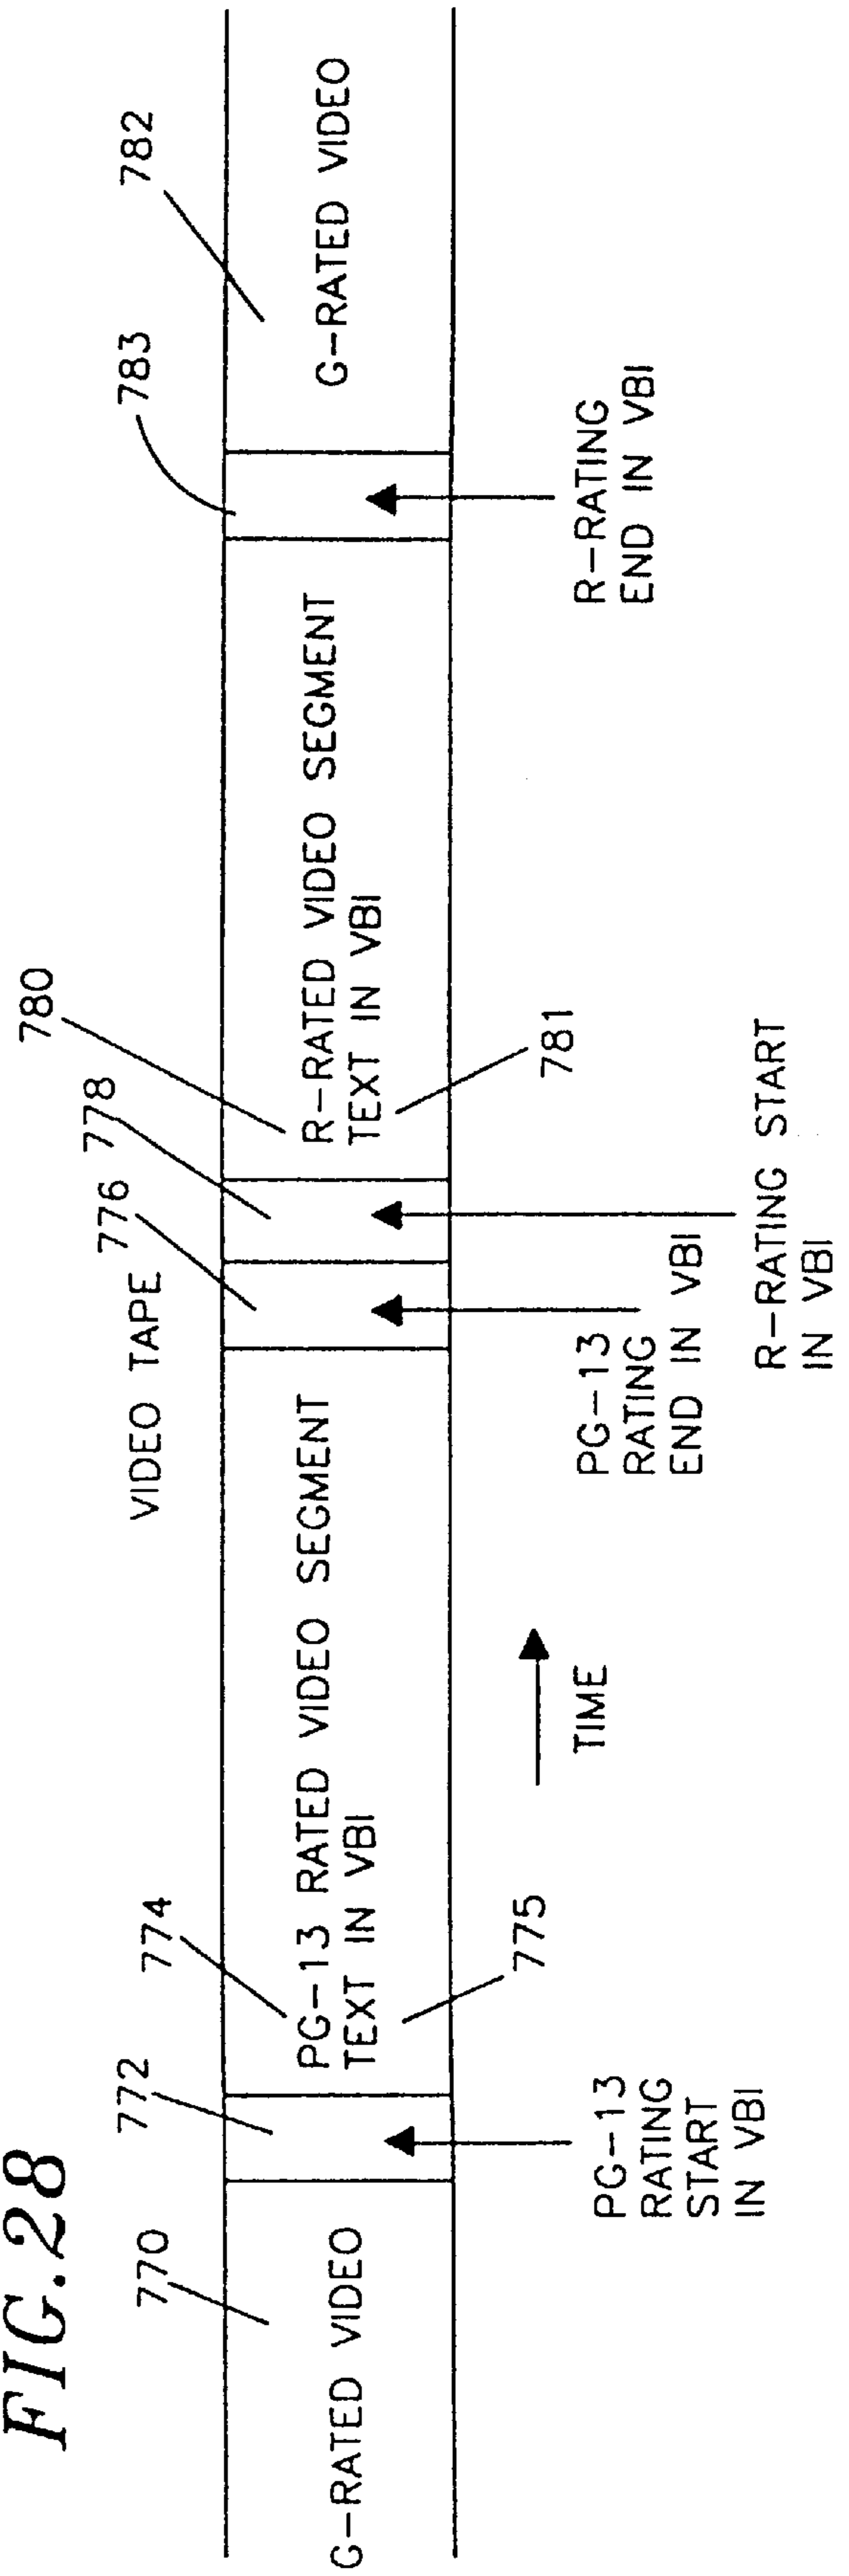 FIG.28
VIDEO TAPE
770
772
774
776
778
780
783
782
G-RATED VIDEO
PG-13 RATED VIDEO SEGMENT
TEXT IN VBI
R-RATED VIDEO SEGMENT
TEXT IN VBI
G-RATED VIDEO
775
781
PG-13
RATING
START
IN VBI
TIME
PG-13
RATING
END IN VBI
R-RATING START
IN VBI
R-RATING
END IN VBI